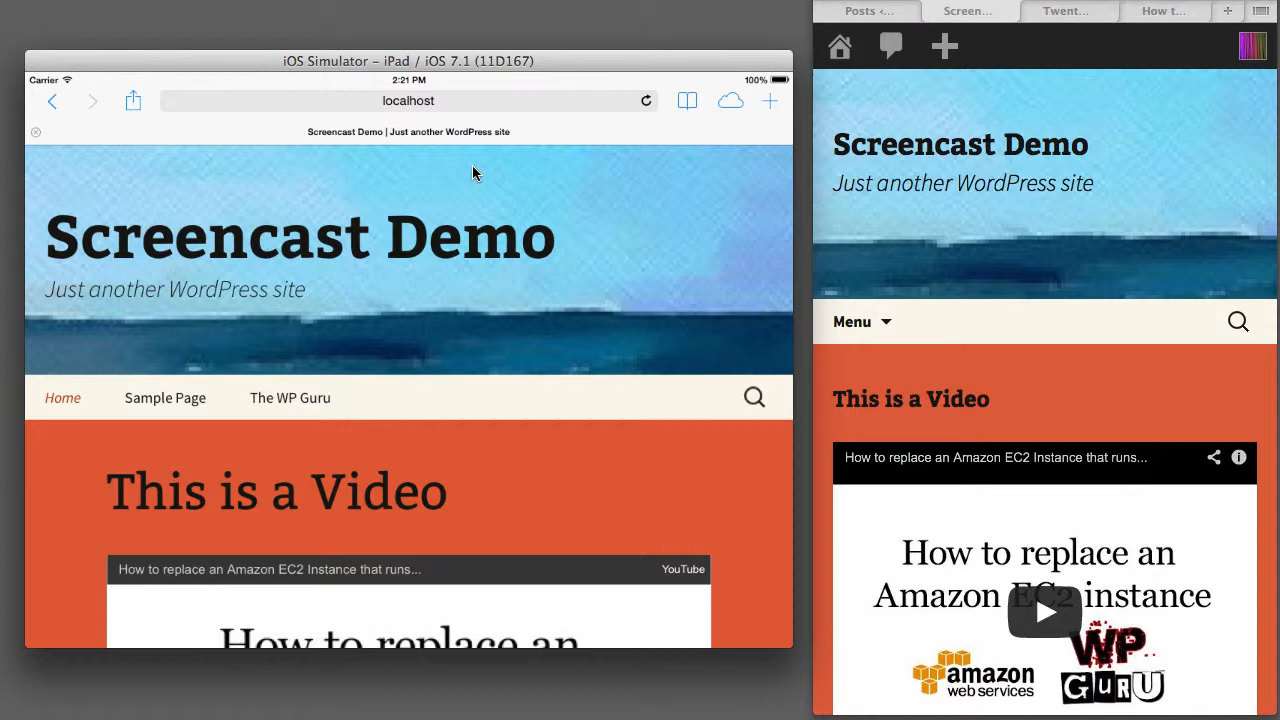 iOS Simulator – iPad / iOS 7.1 (11D167)
Carrier
2:21 PM
100%
localhost
Screencast Demo | Just another WordPress site
Screencast Demo
Just another WordPress site
Home
Sample Page
The WP Guru
This is a Video
How to replace an Amazon EC2 Instance that runs...
YouTube
How to replace an
Posts ‹...
Screen...
Twent...
How t...
Screencast Demo
Just another WordPress site
Menu
This is a Video
How to replace an Amazon EC2 Instance that runs...
How to replace an
Amazon EC2 instance
amazon
web services
WP
GURU